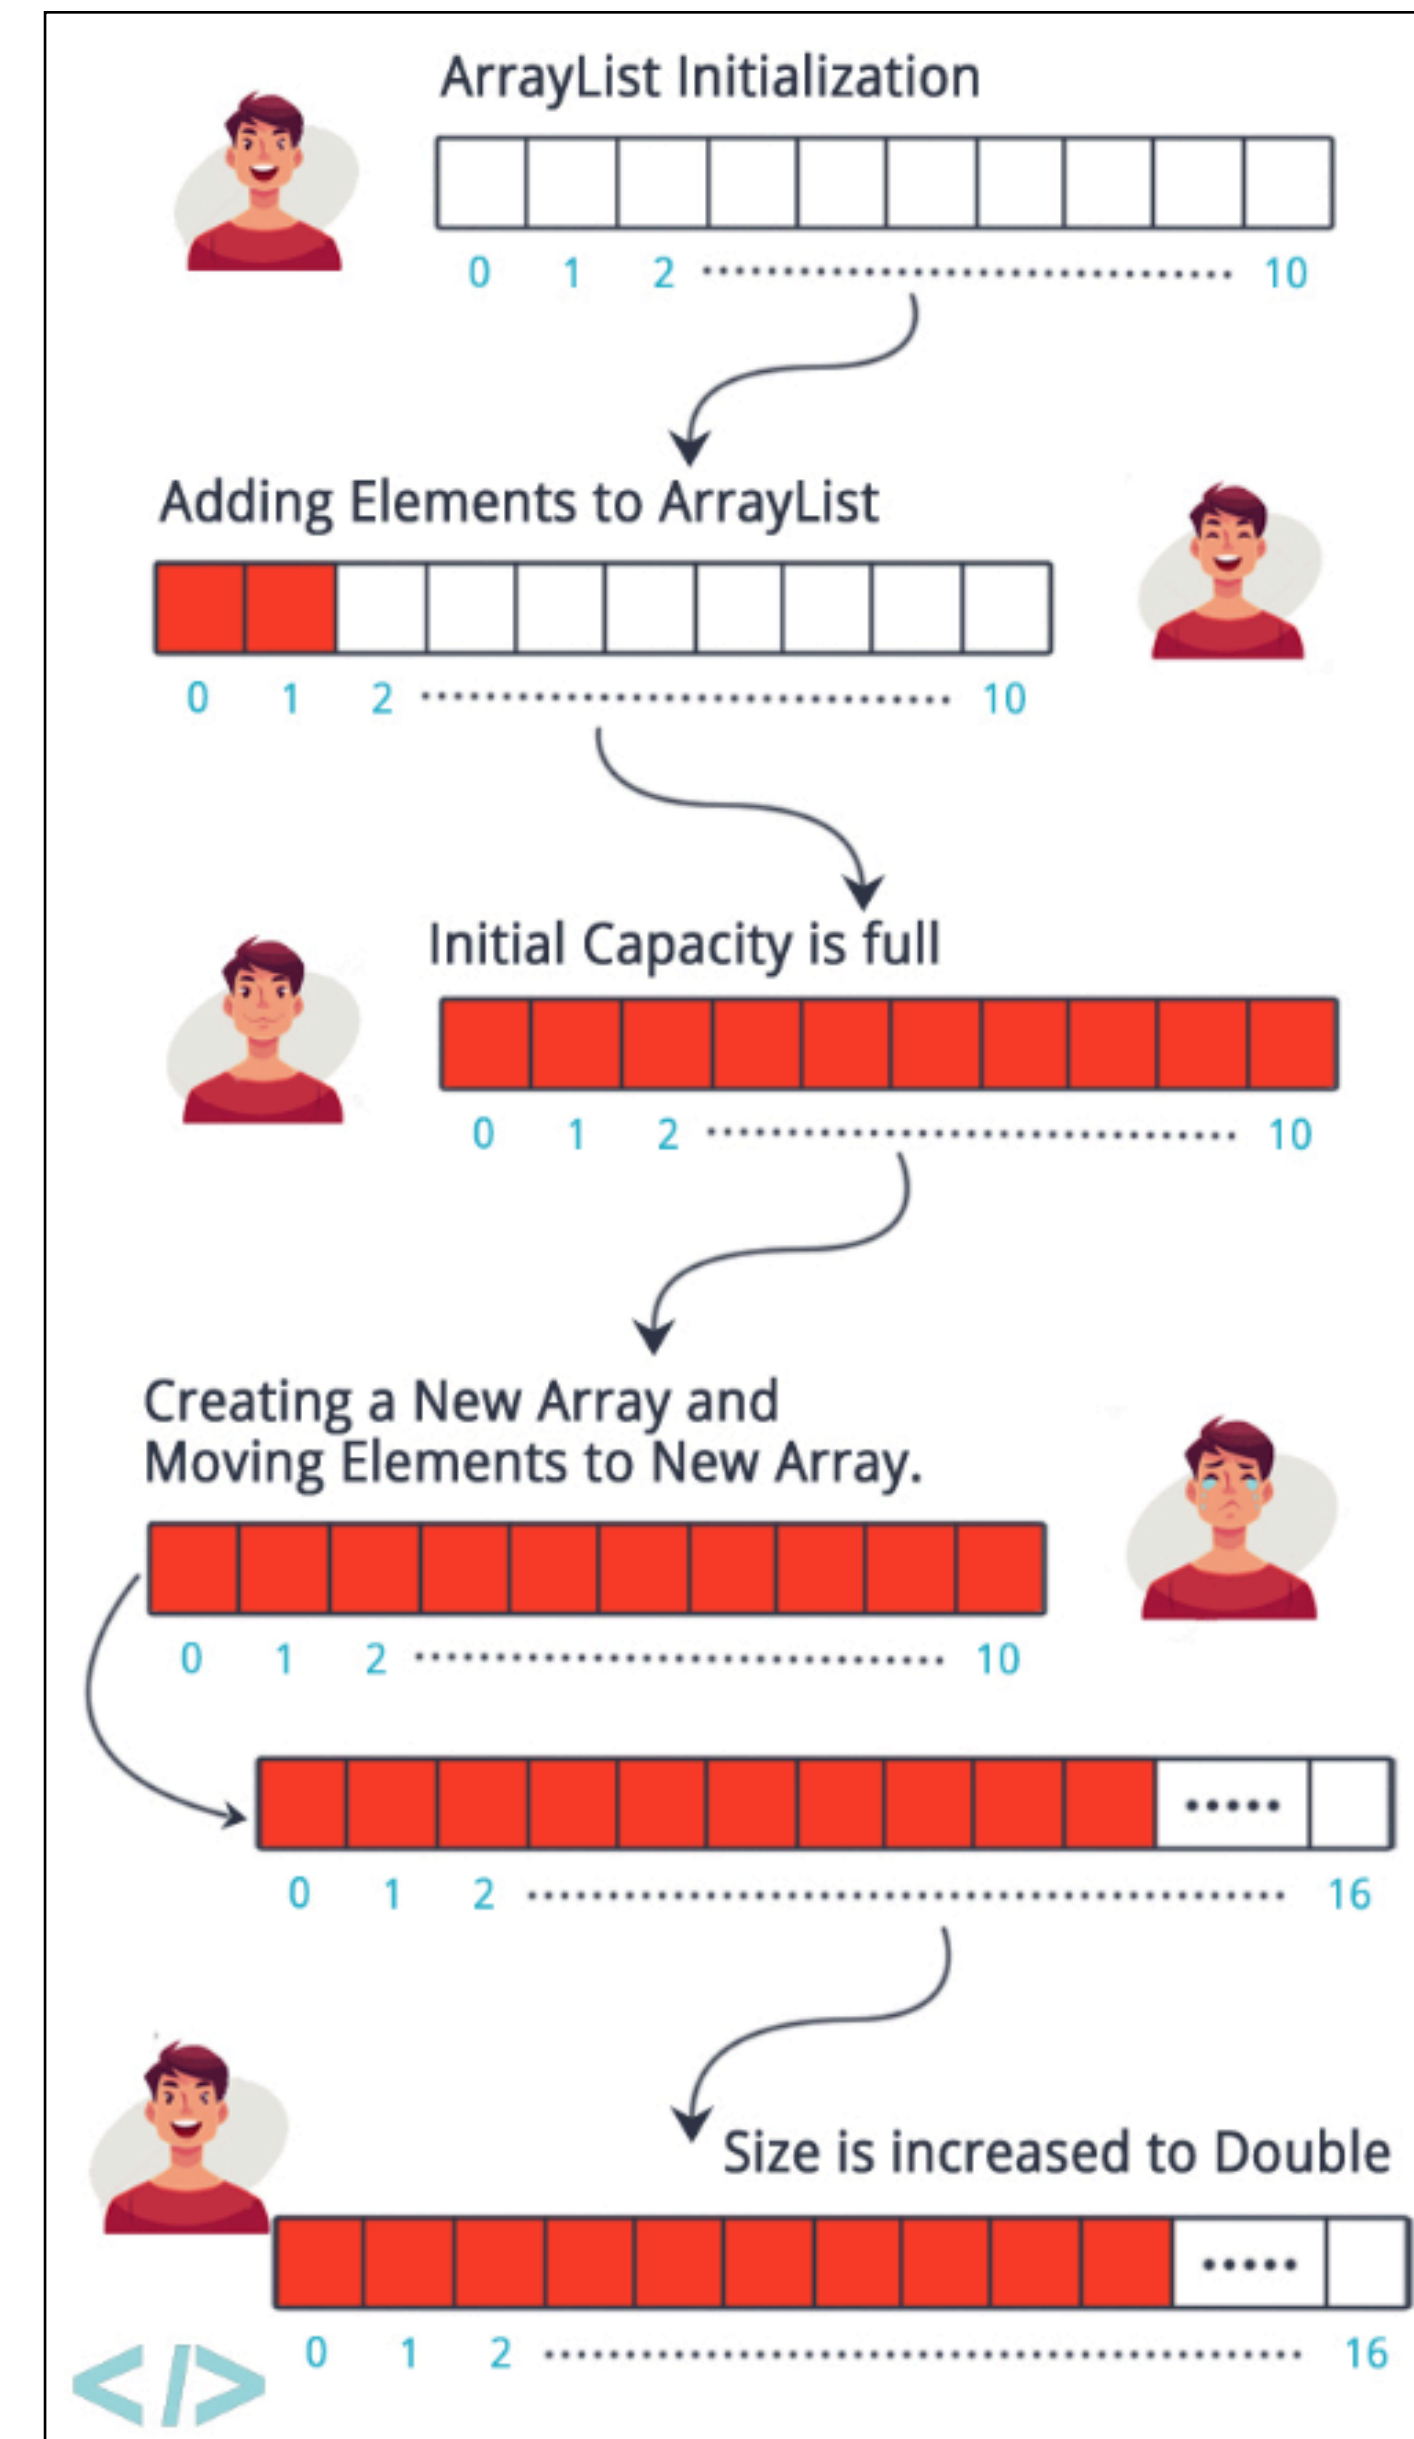 ArrayList Initialization
0 1 2 ................................ 10
Adding Elements to ArrayList
0 1 2 ................................ 10
Initial Capacity is full
0 1 2 ................................ 10
Creating a New Array and
Moving Elements to New Array.
0 1 2 ................................ 10
.....
0 1 2 ................................ 16
Size is increased to Double
.....
0 1 2 ................................ 16
</>